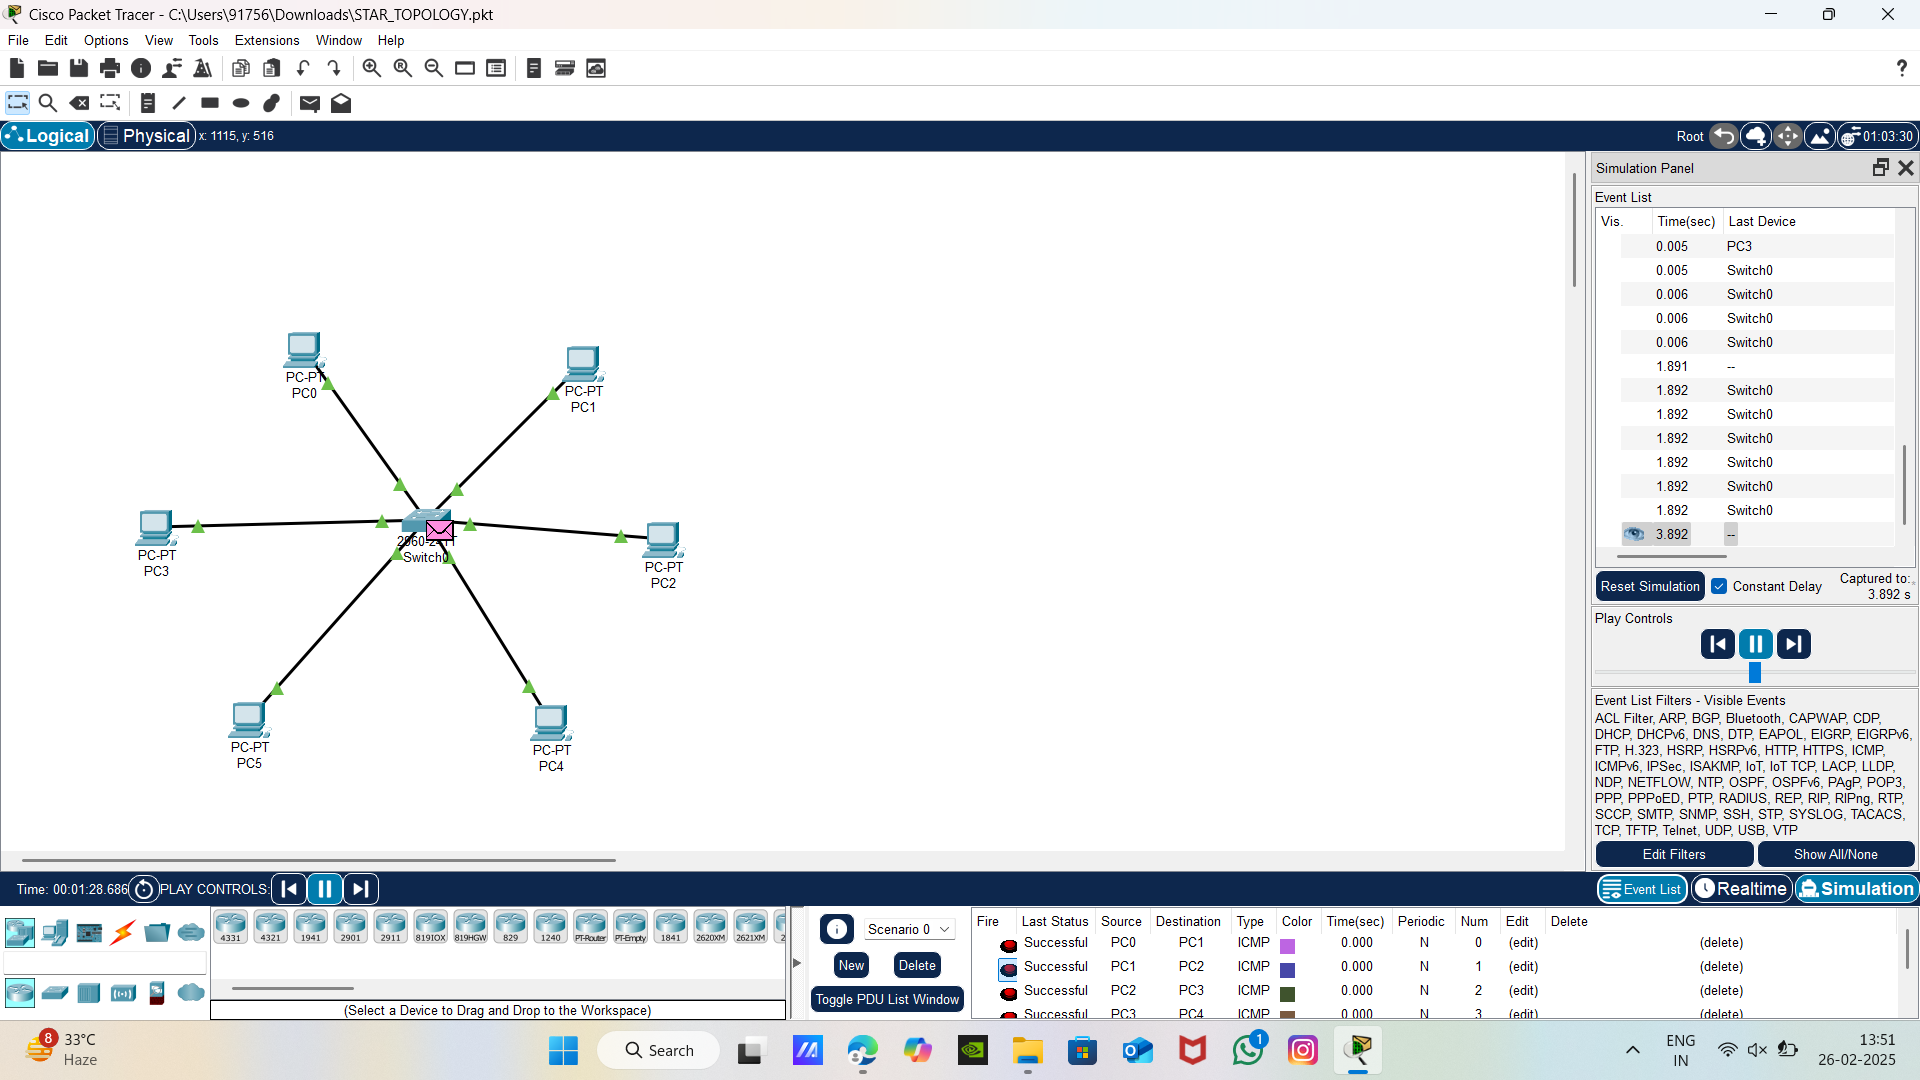 Cisco Packet Tracer - C:\Users\91756\Downloads\STAR_TOPOLOGY.pkt
File Edit Options View Tools Extensions Window Help
?
Logical Physical x: 1115, y: 516
Root 01:03:30
PC-PT
PC0
PC-PT
PC1
PC-PT
PC3
Switch0
PC-PT
PC2
PC-PT
PC5
PC-PT
PC4
Simulation Panel
Event List
Vis. Time(sec) Last Device
0.005 PC3
0.005 Switch0
0.006 Switch0
0.006 Switch0
0.006 Switch0
1.891 --
1.892 Switch0
1.892 Switch0
1.892 Switch0
1.892 Switch0
1.892 Switch0
1.892 Switch0
3.892 --
Reset Simulation Constant Delay Captured to:
3.892 s
Play Controls
Event List Filters - Visible Events
ACL Filter, ARP, BGP, Bluetooth, CAPWAP, CDP,
DHCP, DHCPv6, DNS, DTP, EAPOL, EIGRP, EIGRPv6,
FTP, H.323, HSRP, HSRPv6, HTTP, HTTPS, ICMP,
ICMPv6, IPSec, ISAKMP, IoT, IoT TCP, LACP, LLDP,
NDP, NETFLOW, NTP, OSPF, OSPFv6, PAgP, POP3,
PPP, PPPoED, PTP, RADIUS, REP, RIP, RIPng, RTP,
SCCP, SMTP, SNMP, SSH, STP, SYSLOG, TACACS,
TCP, TFTP, Telnet, UDP, USB, VTP
Edit Filters Show All/None
Time: 00:01:28.686 PLAY CONTROLS:
Event List Realtime Simulation
4331 4321 1941 2901 2911 819IOX 819HGW 829 1240 PT-Router PT-Empty 1841 2620XM 2621XM
(Select a Device to Drag and Drop to the Workspace)
Scenario 0
New Delete
Toggle PDU List Window
Fire Last Status Source Destination Type Color Time(sec) Periodic Num Edit Delete
Successful PC0 PC1 ICMP 0.000 N 0 (edit) (delete)
Successful PC1 PC2 ICMP 0.000 N 1 (edit) (delete)
Successful PC2 PC3 ICMP 0.000 N 2 (edit) (delete)
Successful PC3 PC4 ICMP 0.000 N 3 (edit) (delete)
8
33°C
Haze
Search
1
ENG
IN
13:51
26-02-2025